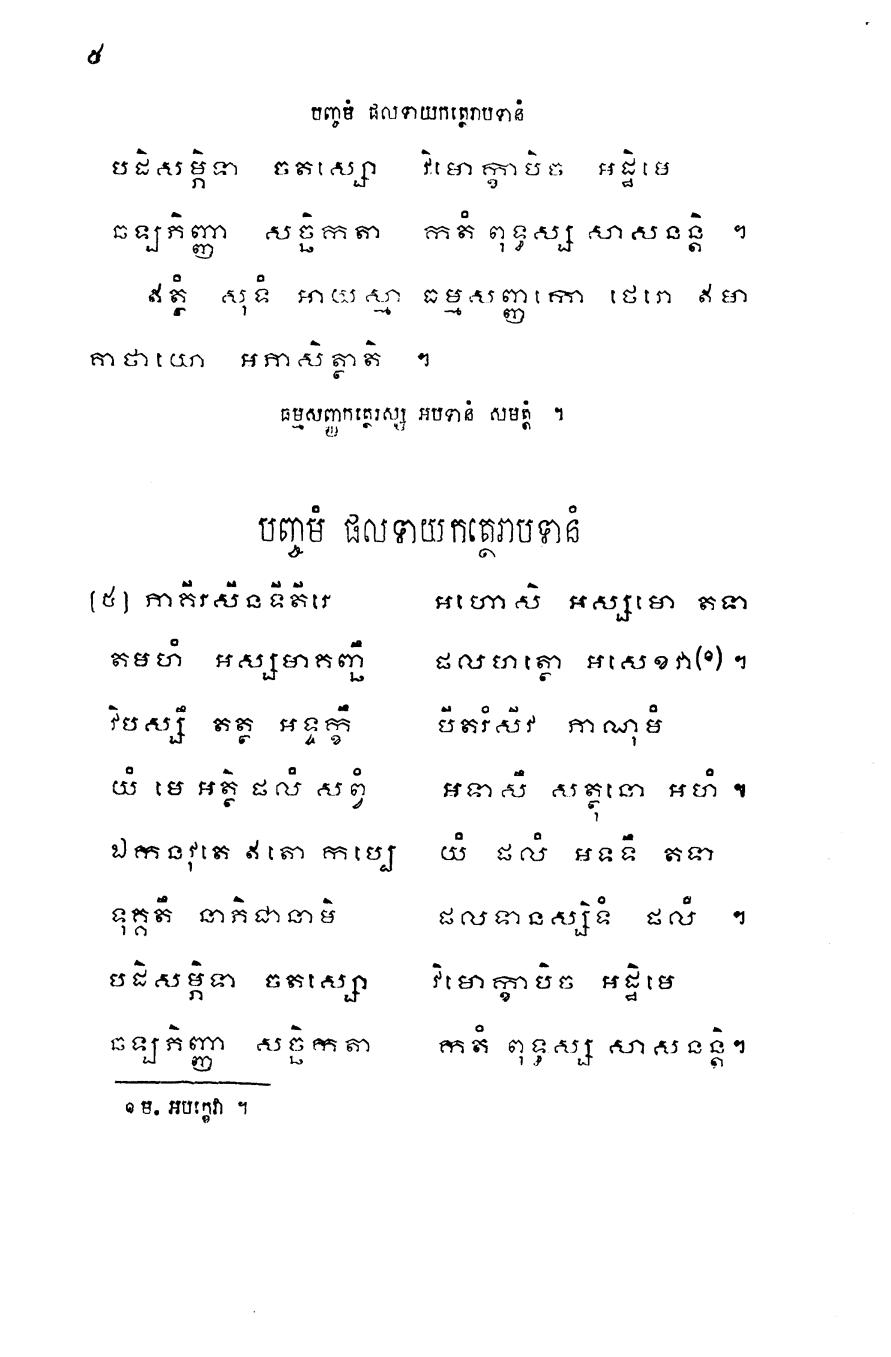 ៥
បញ្ចមំ ផលទាយកត្ថេរាបទានំ
បដិសម្ភិទា ចតស្សោ វិមោក្ខាបិច អដ្ឋិមេ
ឆឡភិញ្ញា សច្ឆិកតា កតំ ពុទ្ធស្ស សាសនន្តិ ។
ឥត្ថំ សុទំ អាយស្មា ធម្មសញ្ញកោ ថេរោ ឥមា
គាថាយោ អភាសិត្ថាតិ ។
ធម្មសញ្ញកត្ថេរស្ស អបទានំ សមត្តំ ។
បញ្ចមំ ផលទាយកត្ថេរាបទានំ
[៥] ភាគីរសីនទីតីរេ អហោសិ អស្សមោ តទា
តមហំ អស្សមាគញ្ឆឹ ផលហត្ថោ អសេខវា(១) ។
វិបស្សឹ តត្ថ អទ្ទក្ខឹ បីតរំសីវ ភាណុមំ
យំ មេ អត្ថិ ផលំ សព្វំ អទាសឹ សត្ថុនោ អហំ ។
ឯកនវុតេ ឥតោ កប្បេ យំ ផលំ អទទឹ តទា
ទុគ្គតឹ នាភិជានាមិ ផលទានស្សិទំ ផលំ ។
បដិសម្ភិទា ចតស្សោ វិមោក្ខាបិច អដ្ឋិមេ
ឆឡភិញ្ញា សច្ឆិកតា កតំ ពុទ្ធស្ស សាសនន្តិ។
១ ម. អបេក្ខវា ។